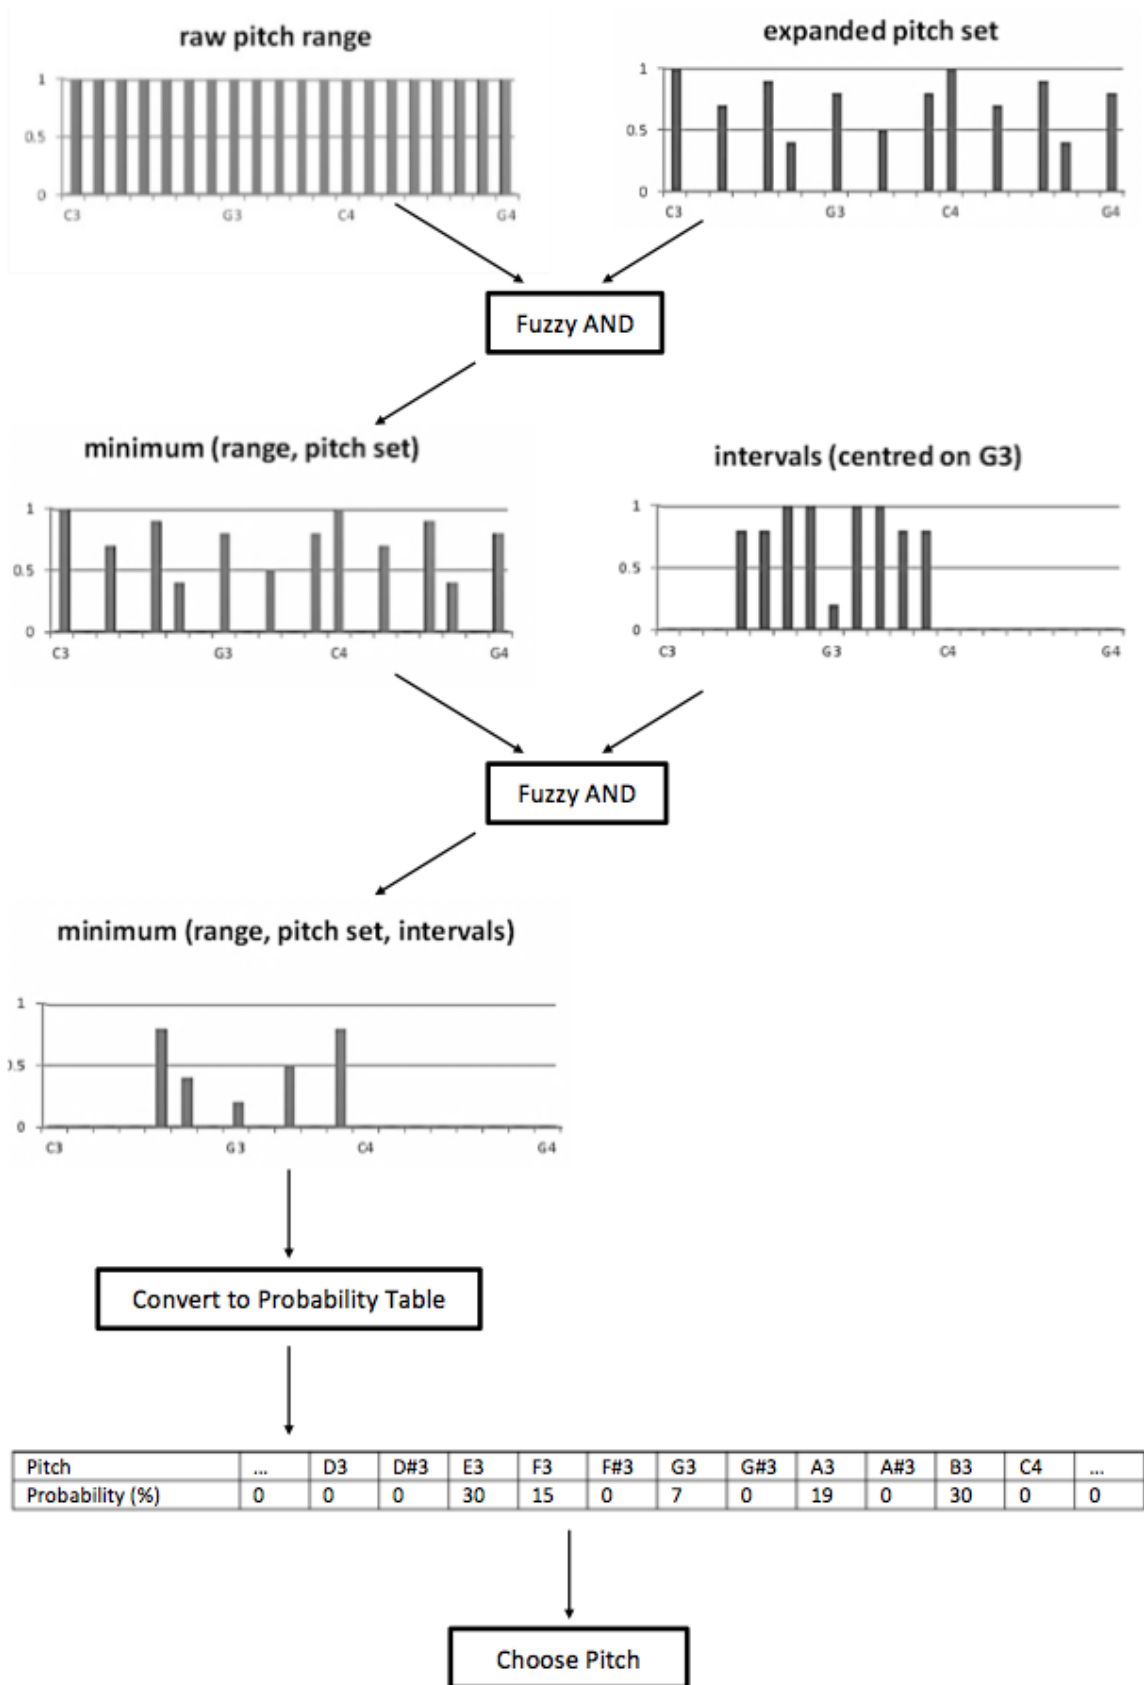 raw pitch range
1
0.5
0
C3 G3 C4 G4
expanded pitch set
1
0.5
0
C3 G3 C4 G4
Fuzzy AND
minimum (range, pitch set)
1
0.5
0
C3 G3 C4 G4
intervals (centred on G3)
1
0.5
0
C3 G3 C4 G4
Fuzzy AND
minimum (range, pitch set, intervals)
1
0.5
0
C3 G3 C4 G4
Convert to Probability Table
Pitch ... D3 D#3 E3 F3 F#3 G3 G#3 A3 A#3 B3 C4 ...
Probability (%) 0 0 0 30 15 0 7 0 19 0 30 0 0
Choose Pitch